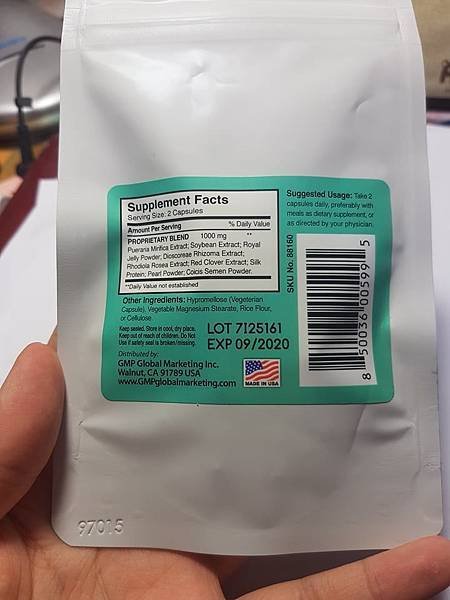 Supplement Facts
Serving Size: 2 Capsules
Amount Per Serving % Daily Value
PROPRIETARY BLEND 1000 mg **
Pueraria Mirifica Extract; Soybean Extract; Royal
Jelly Powder; Dioscoreae Rhizoma Extract;
Rhodiola Rosea Extract; Red Clover Extract; Silk
Protein; Pearl Powder; Coicis Semen Powder.
**Daily Value not established
Other Ingredients: Hypromellose (Vegeterian
Capsule), Vegetable Magnesium Stearate, Rice Flour,
or Cellulose.
Keep sealed. Store in cool, dry place.
Keep out of reach of children. Do Not
Use if safety seal is broken/missing.
LOT 7I25161
EXP 09/2020
Distributed by:
GMP Global Marketing Inc.
Walnut, CA 91789 USA
www.GMPglobalmarketing.com
MADE IN USA
Suggested Usage: Take 2
capsules daily, preferably with
meals as dietary supplement, or
as directed by your physician.
SKU No. 88160
8 50036 00599 5
97015